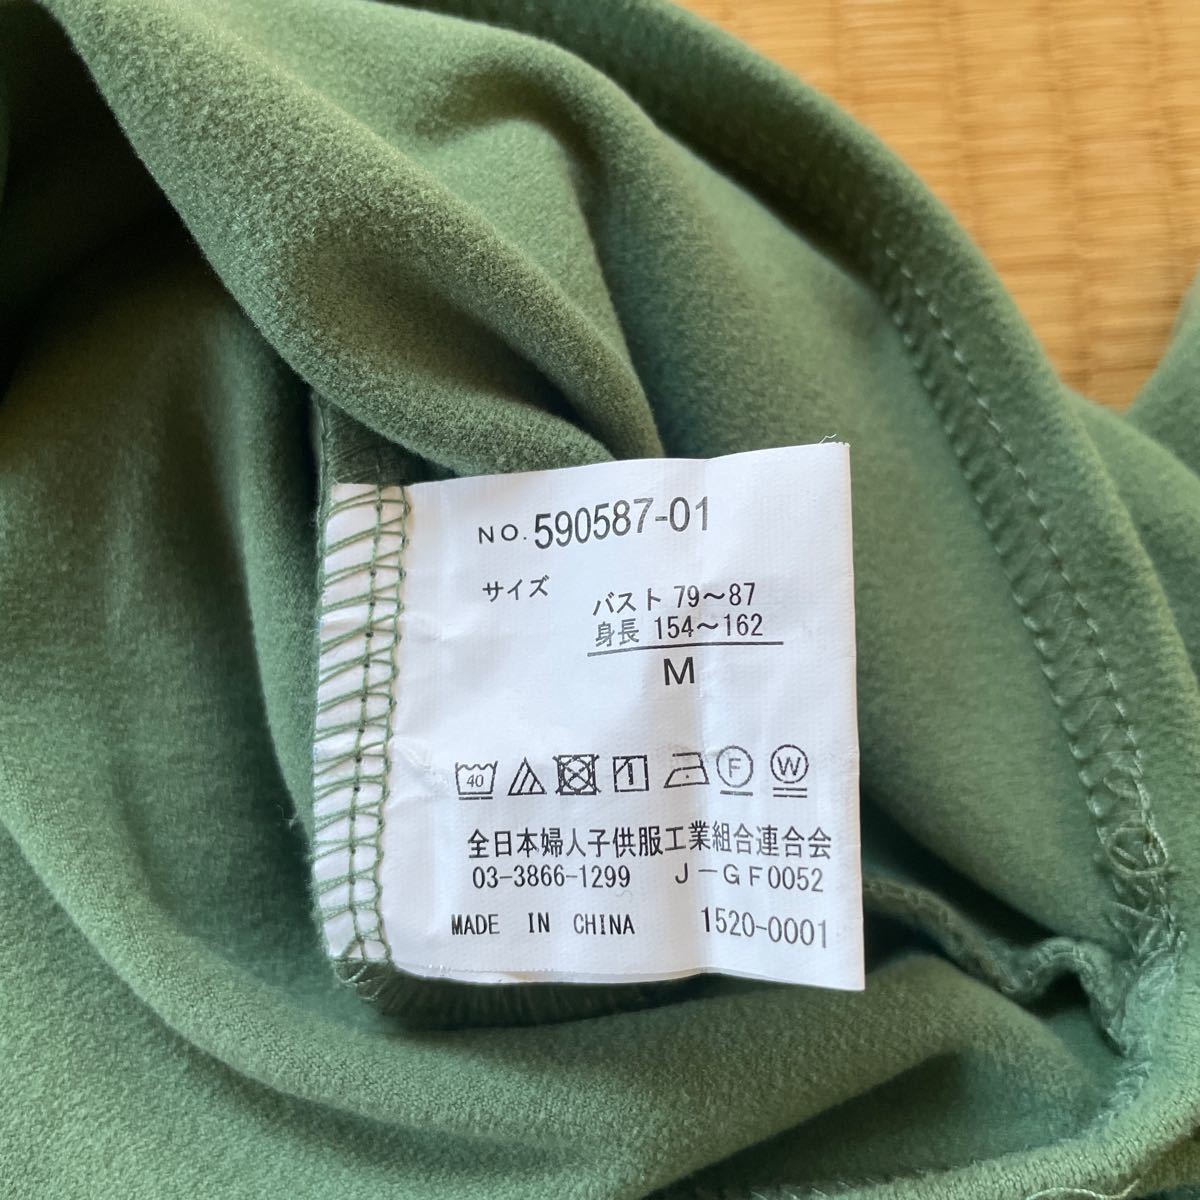 NO. 590587-01
サイズ
バスト 79～87
身長 154～162
M
40 F W
全日本婦人子供服工業組合連合会
03-3866-1299 J-GF0052
MADE IN CHINA 1520-0001